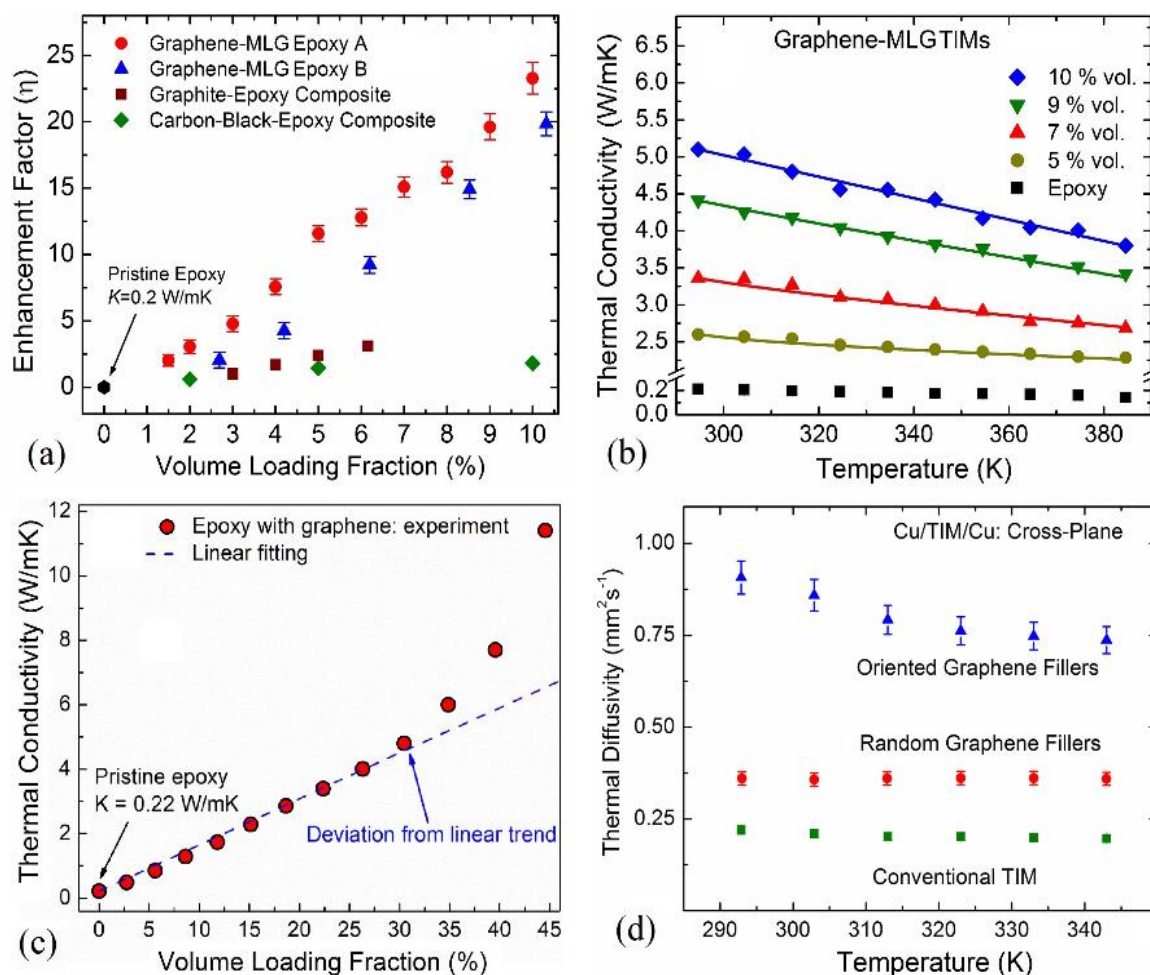 Enhancement Factor (η)
25
20
15
10
5
0
Graphene-MLG Epoxy A
Graphene-MLG Epoxy B
Graphite-Epoxy Composite
Carbon-Black-Epoxy Composite
Pristine Epoxy
K=0.2 W/mK
0 1 2 3 4 5 6 7 8 9 10
Volume Loading Fraction (%)
(a)
Thermal Conductivity (W/mK)
6.5
6.0
5.5
5.0
4.5
4.0
3.5
3.0
2.5
0.2
0.0
Graphene-MLGTIMs
10 % vol.
9 % vol.
7 % vol.
5 % vol.
Epoxy
300 320 340 360 380
Temperature (K)
(b)
Thermal Conductivity (W/mK)
12
10
8
6
4
2
0
Epoxy with graphene: experiment
Linear fitting
Pristine epoxy
K = 0.22 W/mK
Deviation from linear trend
0 5 10 15 20 25 30 35 40 45
Volume Loading Fraction (%)
(c)
Thermal Diffusivity (mm²s⁻¹)
1.00
0.75
0.50
0.25
Cu/TIM/Cu: Cross-Plane
Oriented Graphene Fillers
Random Graphene Fillers
Conventional TIM
290 300 310 320 330 340
Temperature (K)
(d)